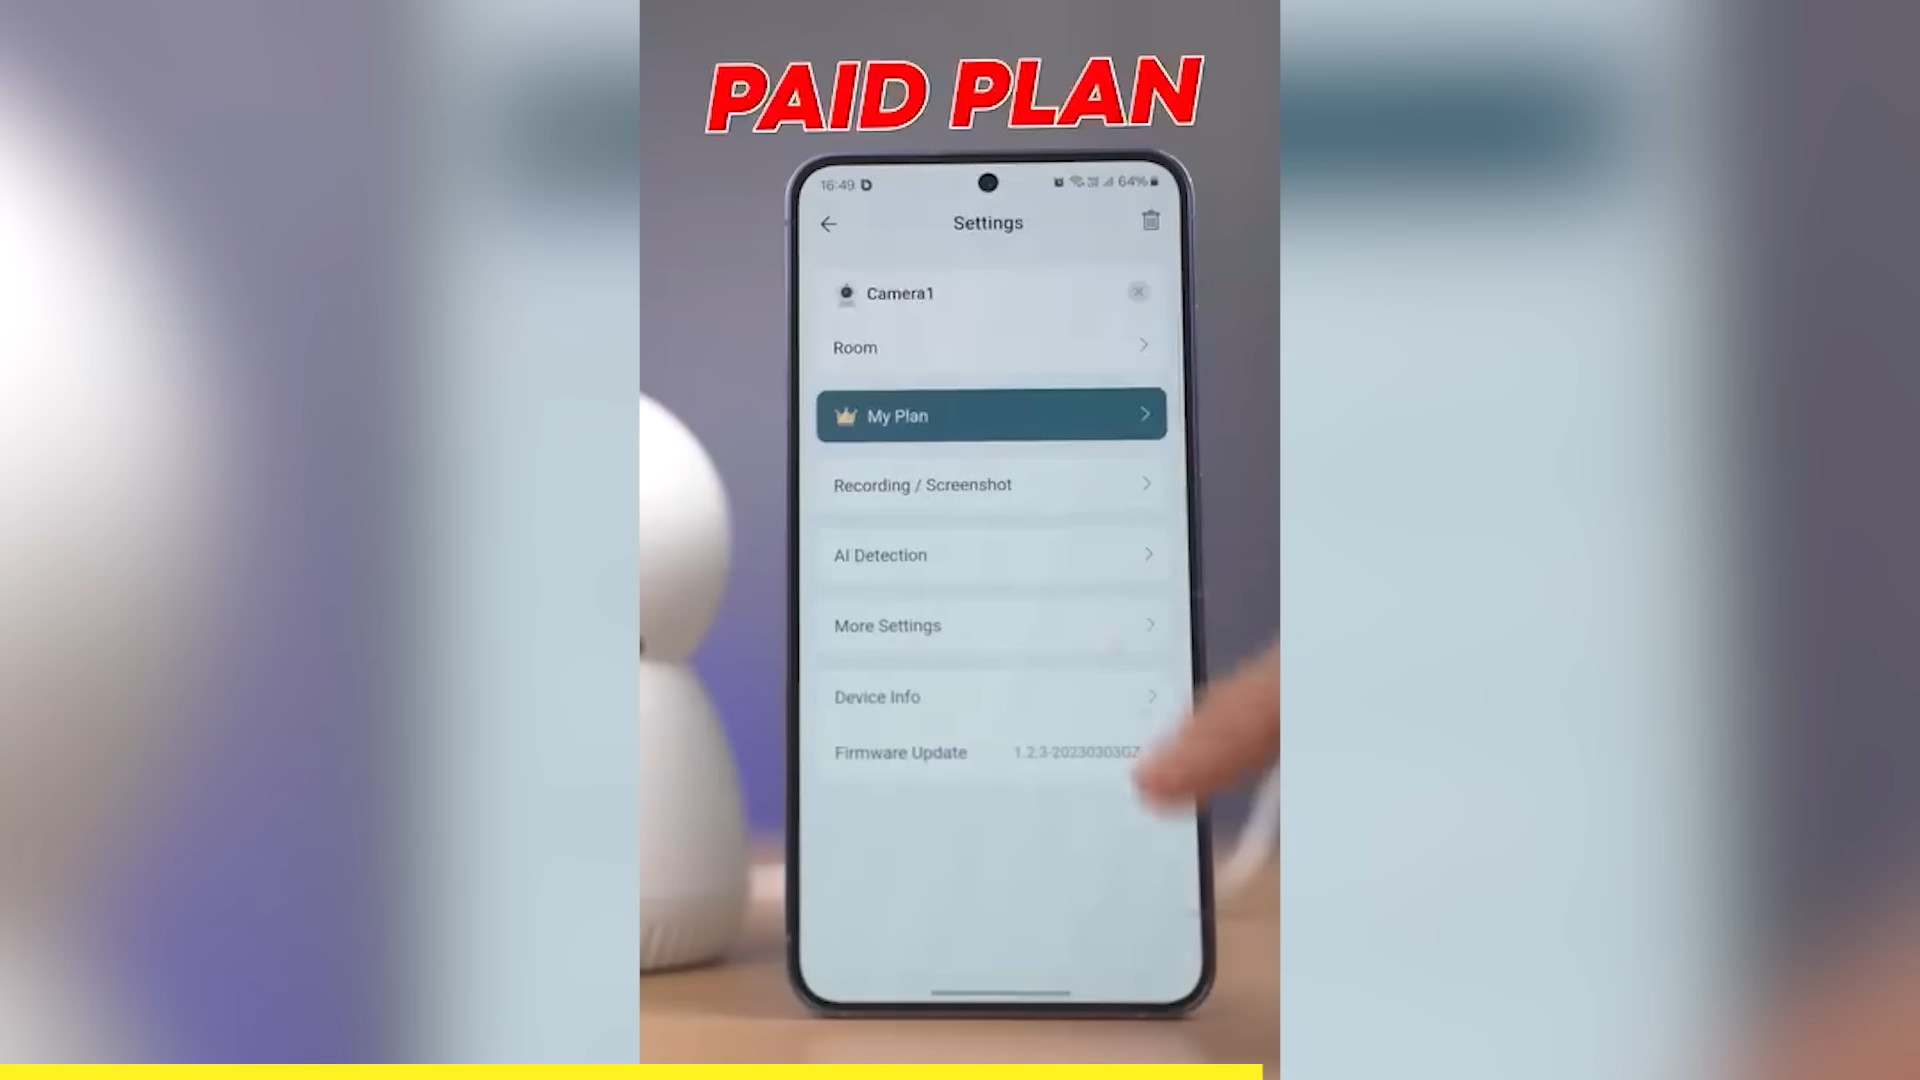 PAID PLAN
16:49 64%
Settings
Camera1
Room
My Plan
Recording / Screenshot
AI Detection
More Settings
Device Info
Firmware Update 1.2.3-20230303GZ